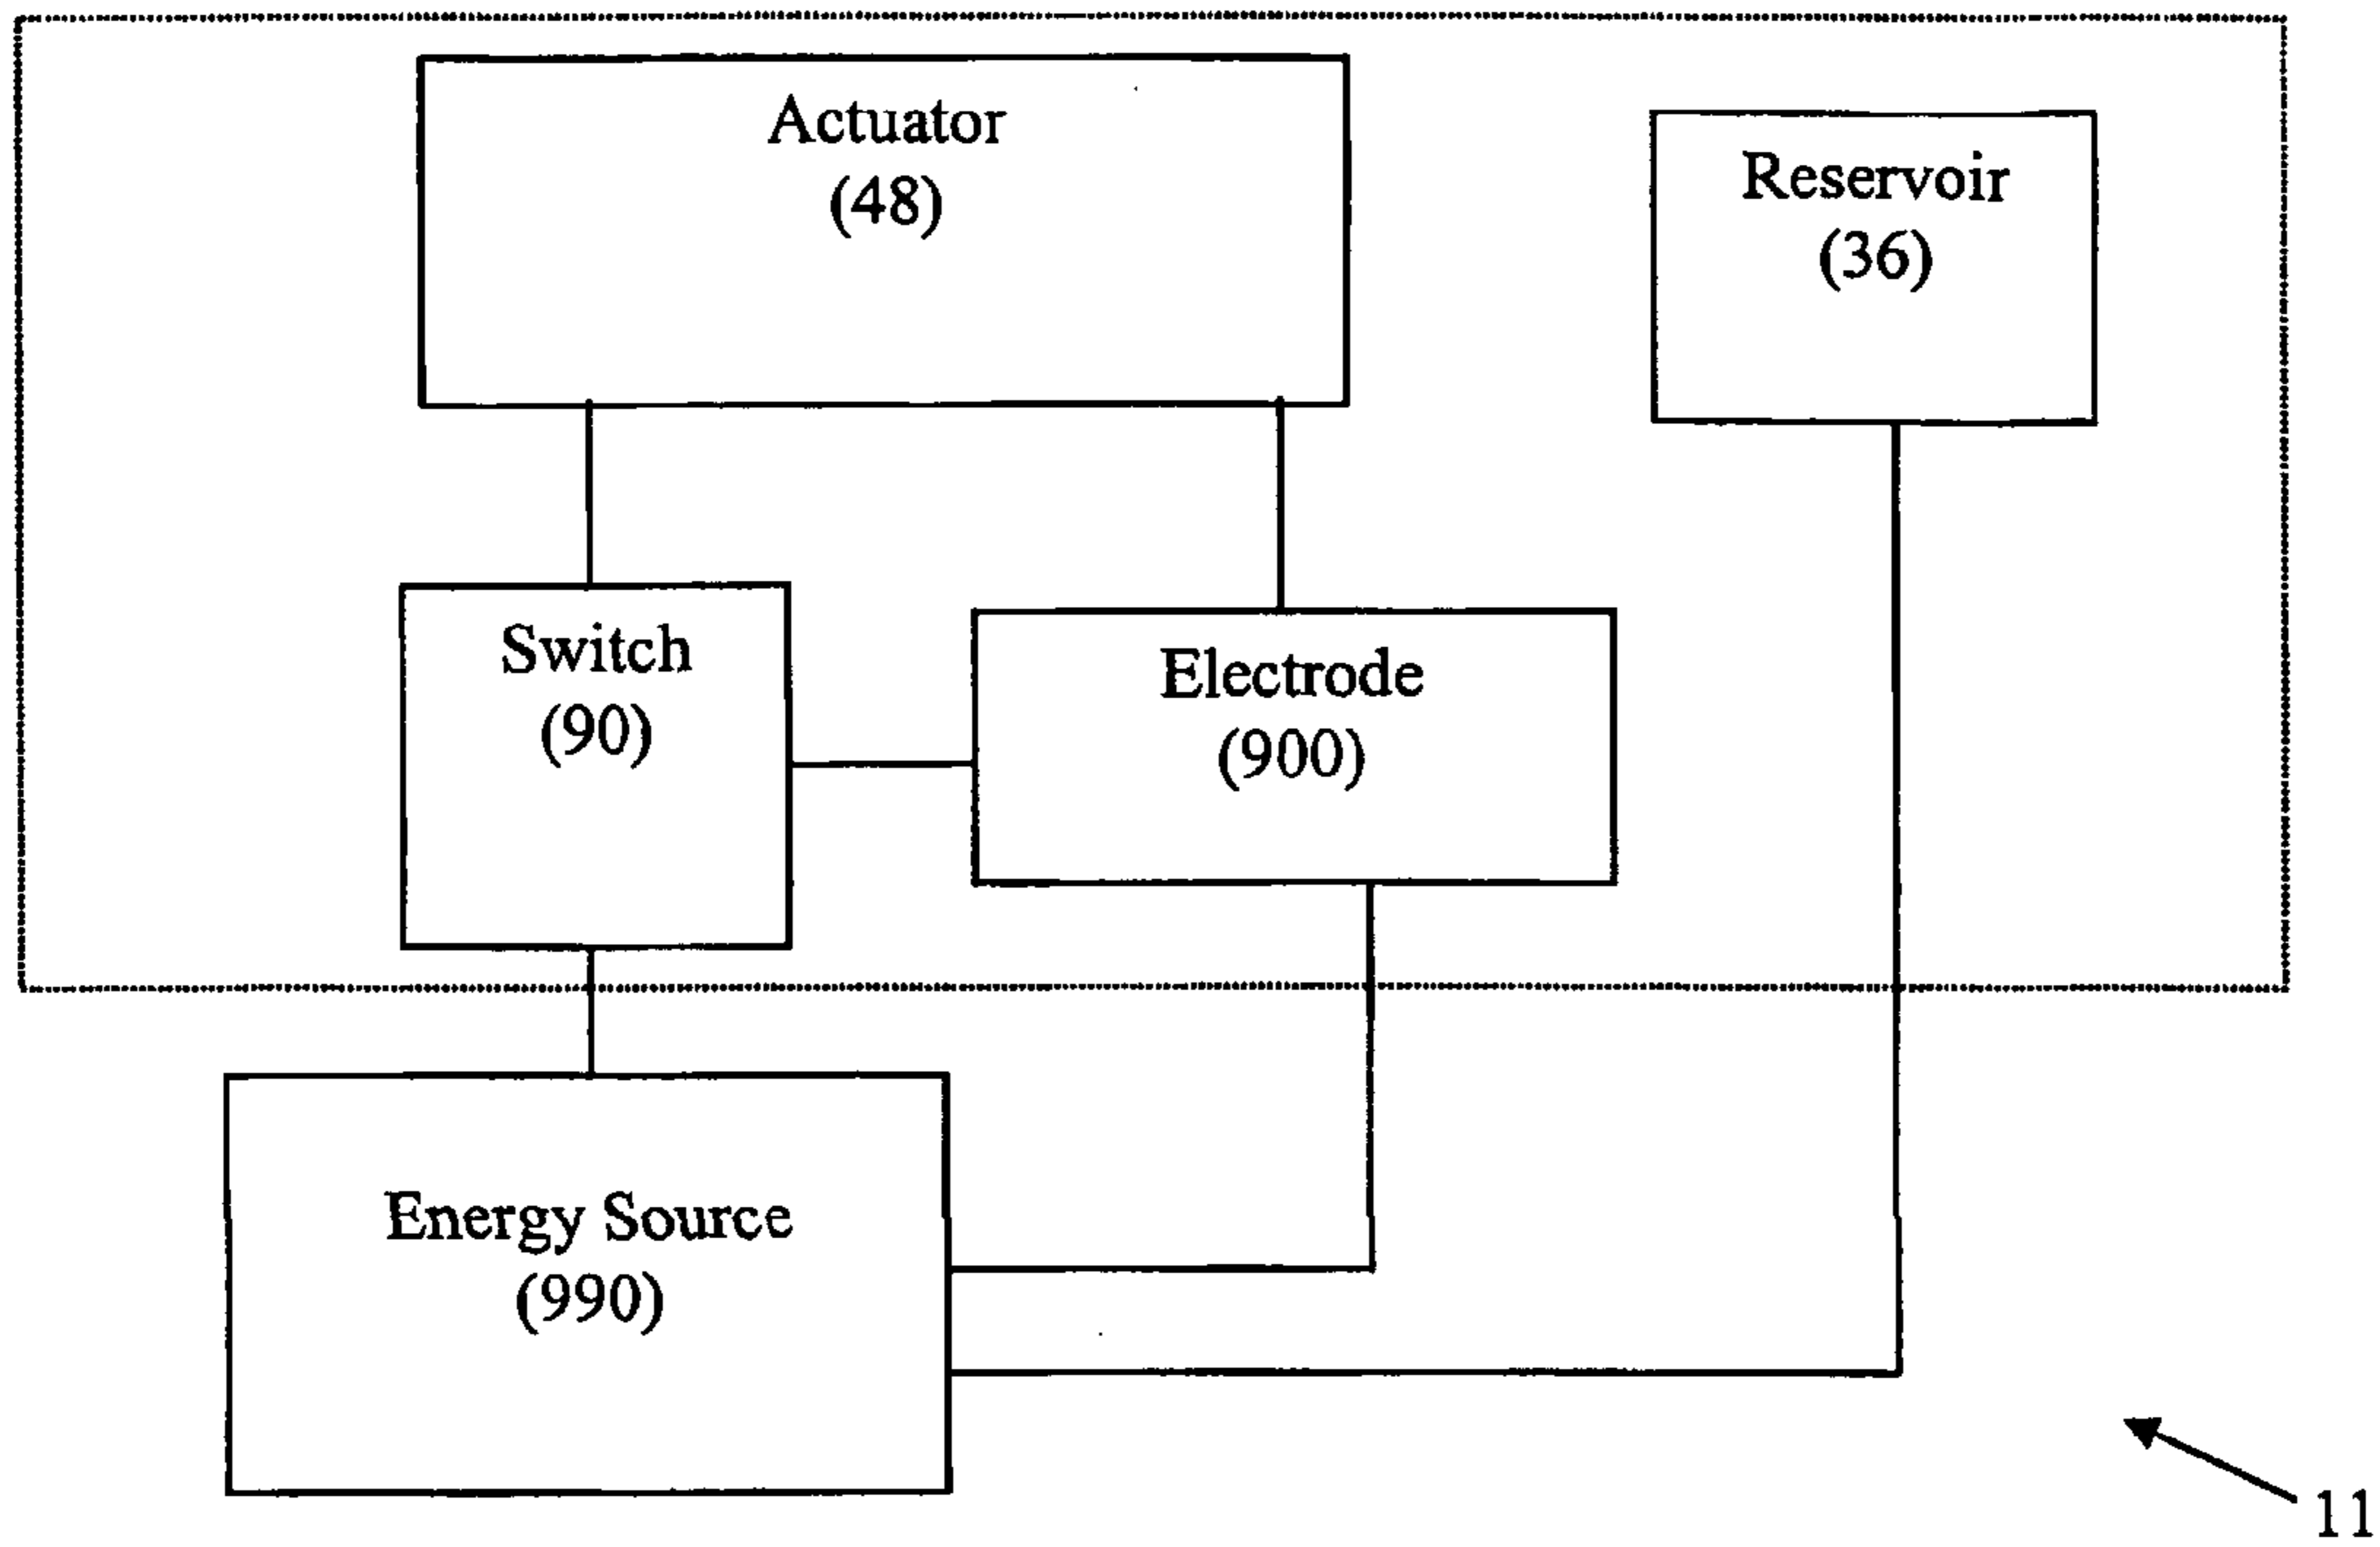 Actuator
(48)
Reservoir
(36)
Switch
(90)
Electrode
(900)
Energy Source
(990)
11